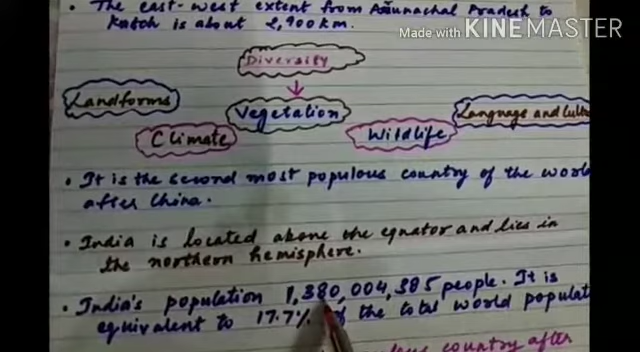 • The east-west extent from Arunachal Pradesh to
Kutch is about 2,900 km.
Made with KINEMASTER
Diversity
Landforms
Vegetation
Language and Cultu
Climate
Wildlife
• It is the second most populous country of the world
after China.
• India is located above the equator and lies in
the northern hemisphere.
• India's population 1,380,004,385 people. It is
equivalent to 17.7% of the total world populat
country after